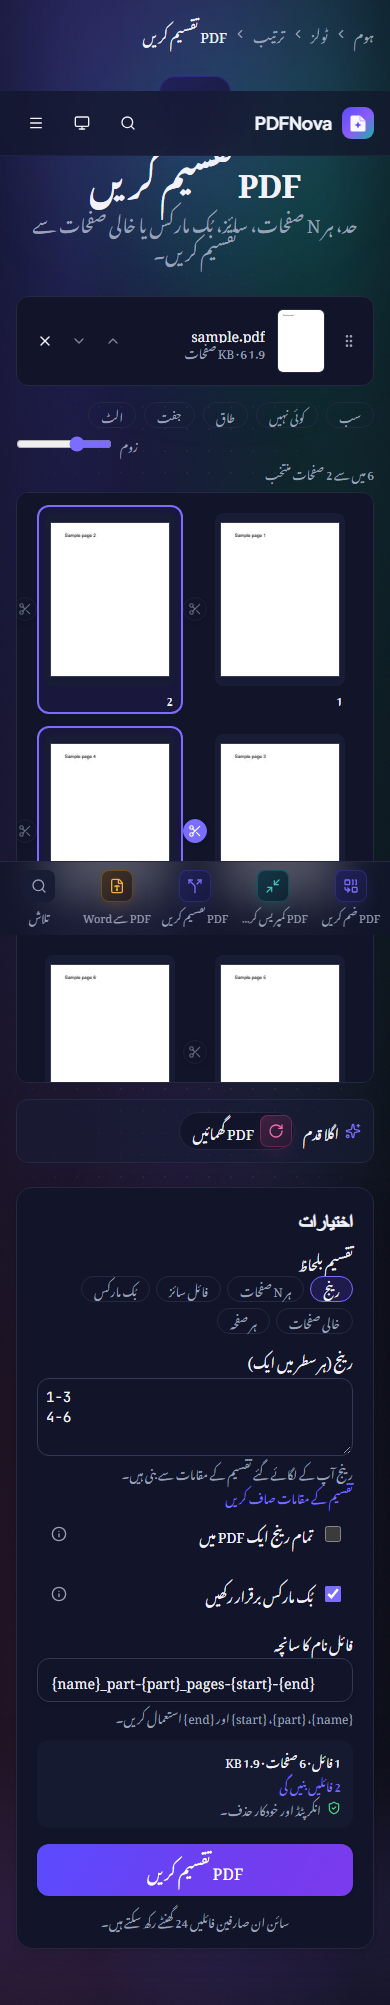 ہوم › ٹولز › ترتیب › PDF تقسیم کریں
PDFNova
PDF تقسیم کریں
حد، ہر N صفحات، سائز، بُک مارکس یا خالی صفحات سے تقسیم کریں۔
sample.pdf
1.9 KB · 6 صفحات
سب
کوئی نہیں
طاق
جفت
الٹ
زوم
6 میں سے 2 صفحات منتخب
Sample page 1
1
Sample page 2
2
Sample page 3
Sample page 4
PDF ضم کریں
PDF کمپریس کر...
PDF تقسیم کریں
PDF سے Word
تلاش
Sample page 5
Sample page 6
اگلا قدم
PDF گھمائیں
اختیارات
تقسیم بلحاظ
رینج
ہر N صفحات
فائل سائز
بُک مارکس
خالی صفحات
ہر صفحہ
رینج (ہر سطر میں ایک)
1-3
4-6
رینج آپ کے لگائے گئے تقسیم کے مقامات سے بنی ہیں۔
تقسیم کے مقامات صاف کریں
تمام رینج ایک PDF میں
بُک مارکس برقرار رکھیں
فائل نام کا سانچہ
{name}_part-{part}_pages-{start}-{end}
{name}، {part}، {start} اور {end} استعمال کریں۔
1 فائل · 6 صفحات · 1.9 KB
2 فائلیں بنیں گی
انکرپٹڈ اور خودکار حذف۔
PDF تقسیم کریں
سائن ان صارفین فائلیں 24 گھنٹے رکھ سکتے ہیں۔